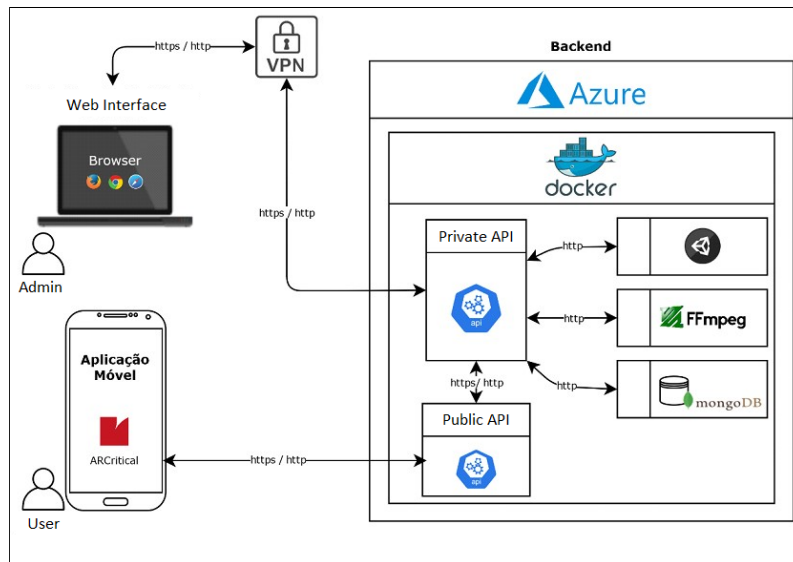 https / http
VPN
Backend
Azure
Web Interface
Browser
docker
https / http
Private API
http
api
Admin
http
FFmpeg
Aplicação
Móvel
https/ http
http
mongoDB
Public API
ARCritical
https / http
api
User